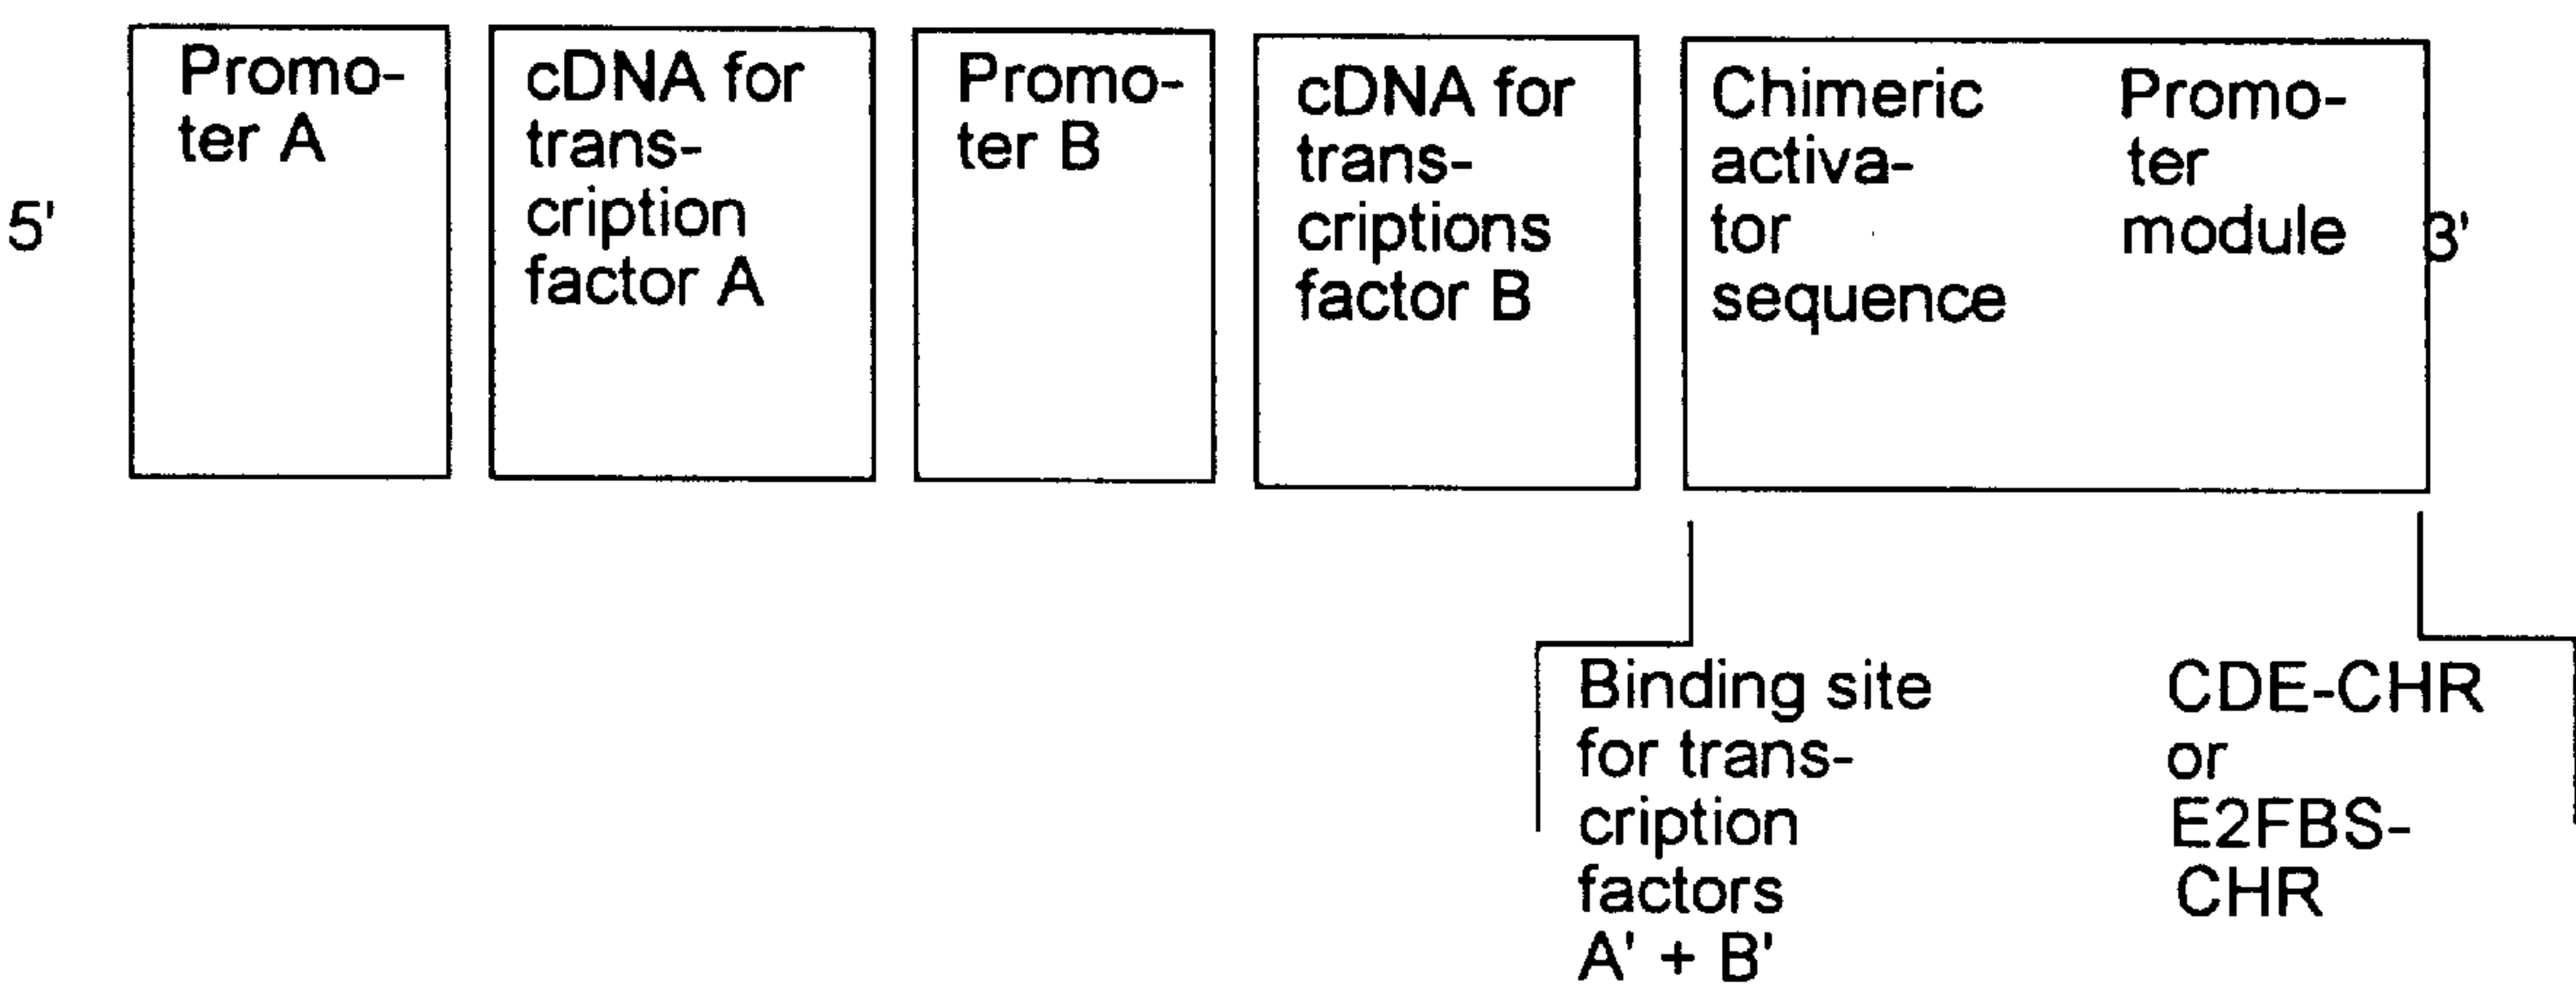 5'
Promo-
ter A
cDNA for
trans-
cription
factor A
Promo-
ter B
cDNA for
trans-
criptions
factor B
Chimeric
activa-
tor
sequence
Promo-
ter
module
3'
Binding site
for trans-
cription
factors
A' + B'
CDE-CHR
or
E2FBS-
CHR